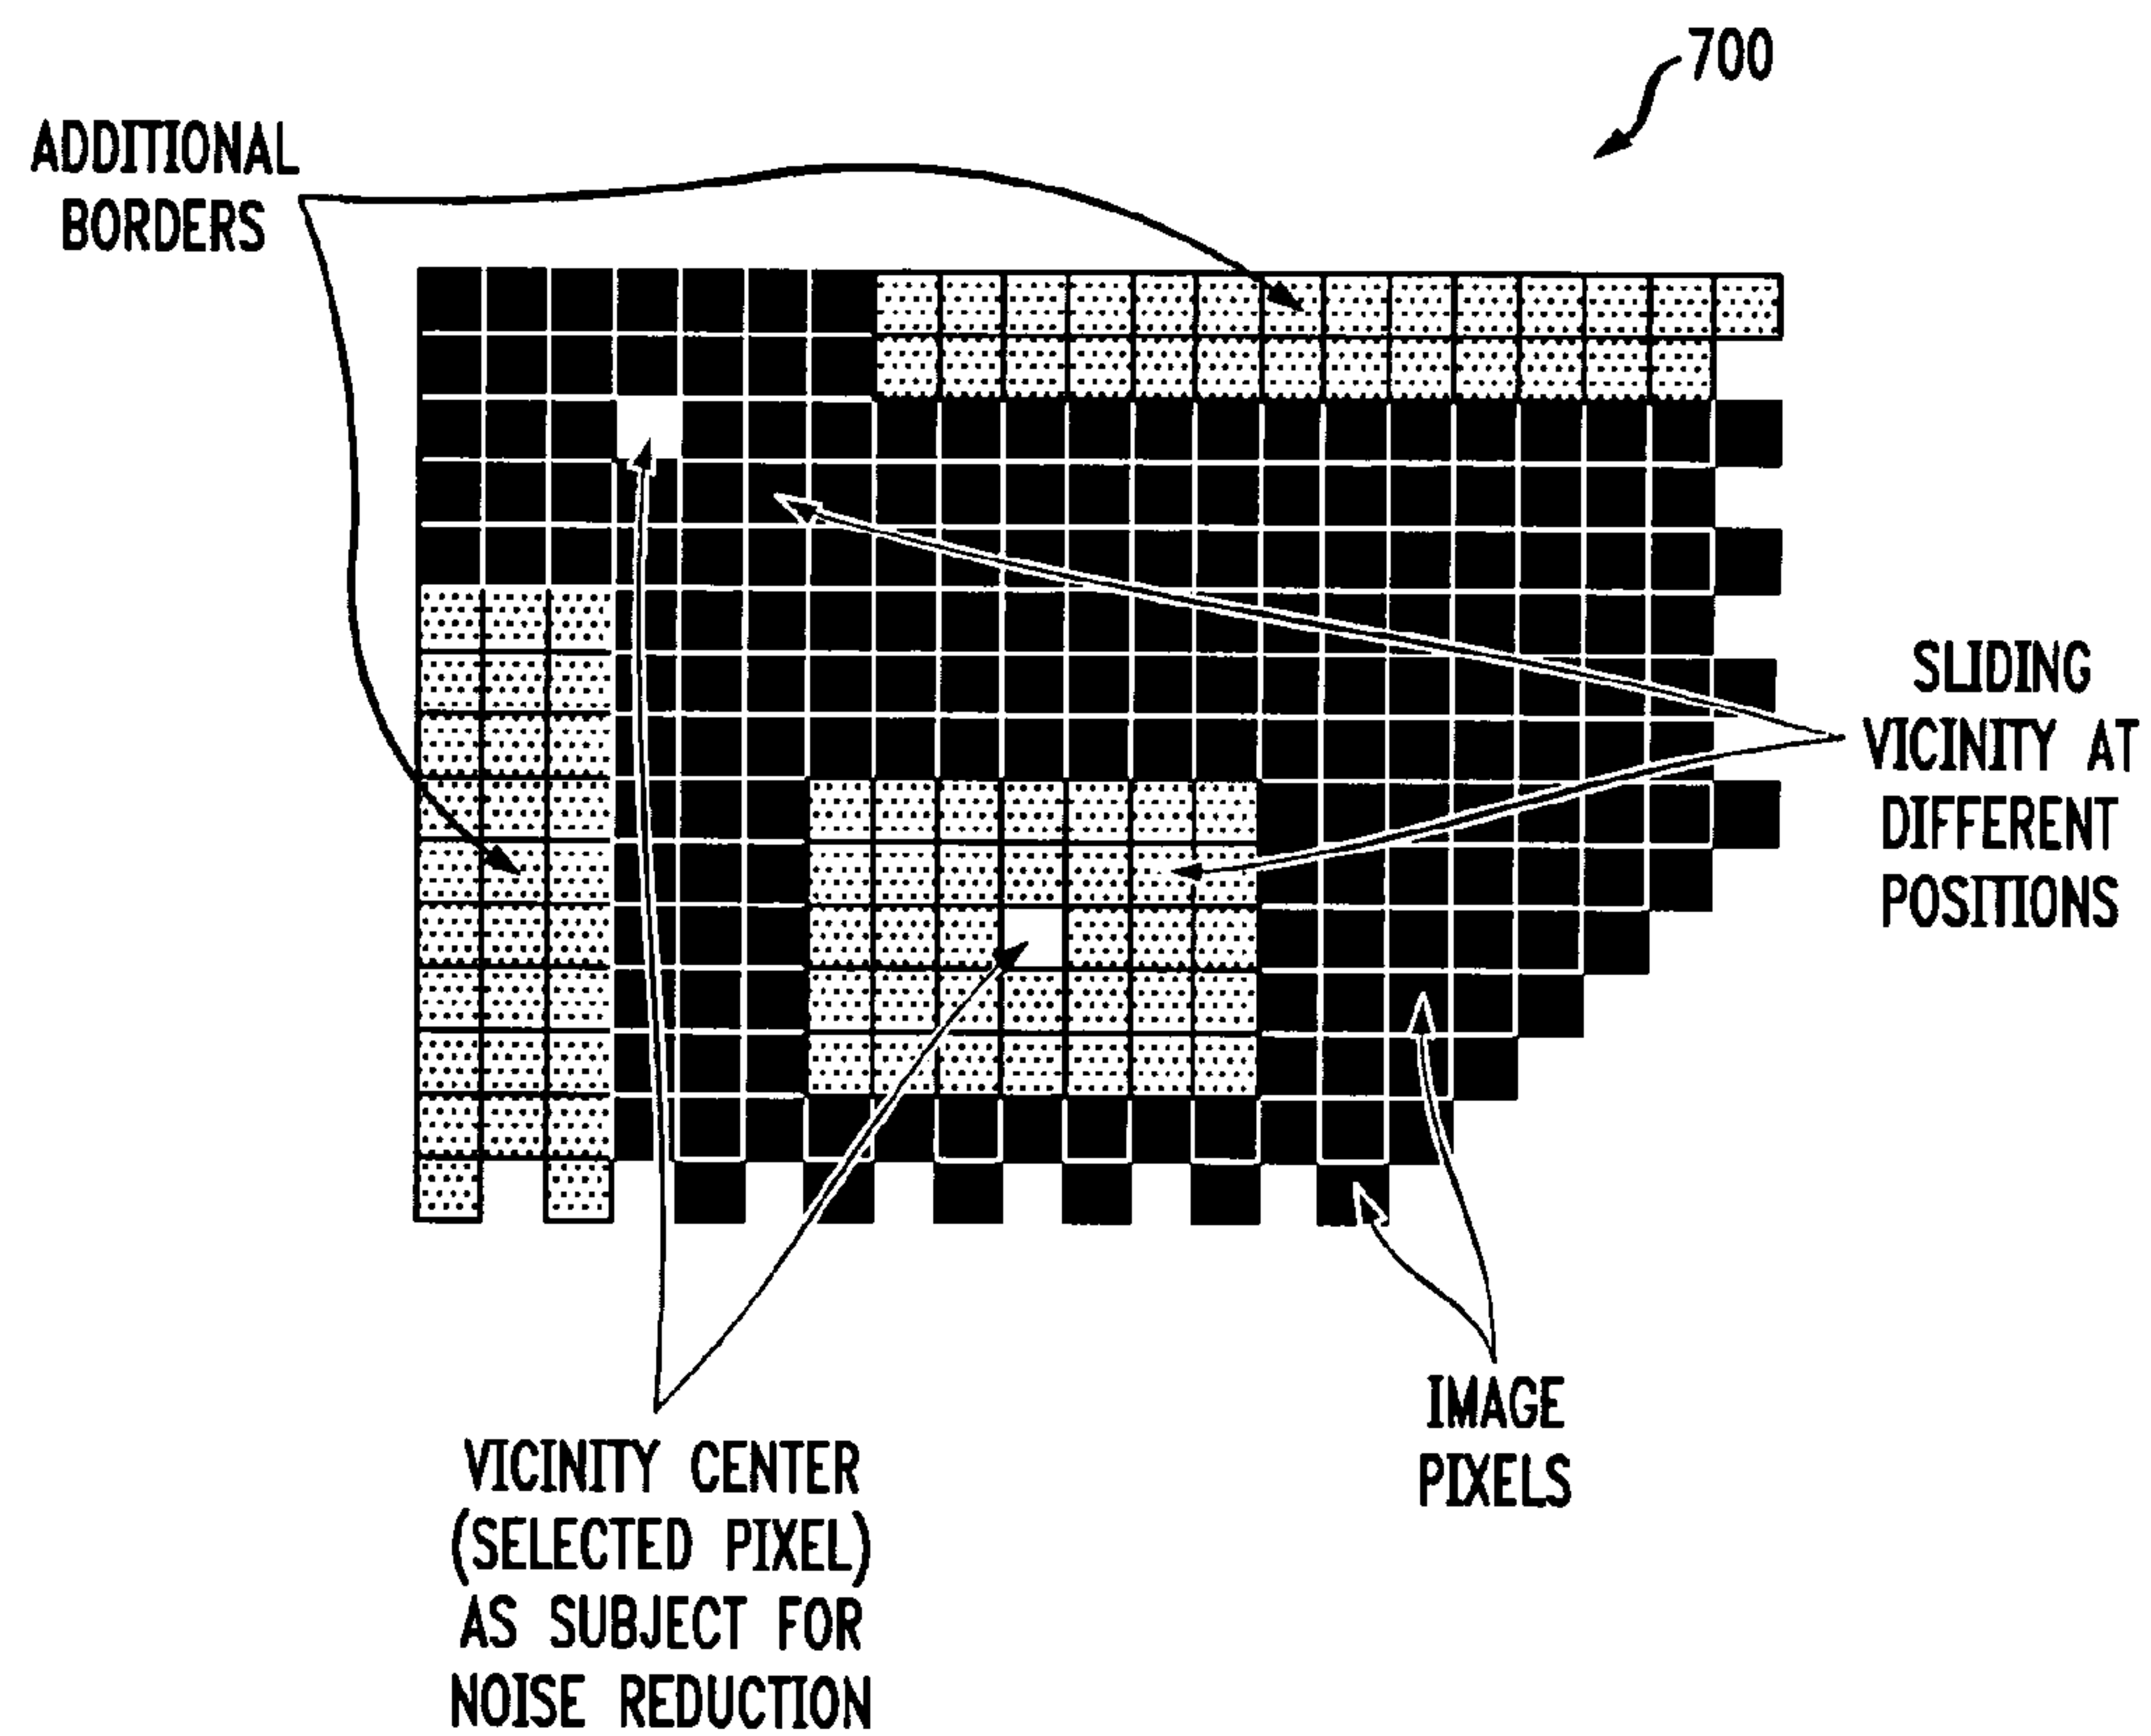 700
ADDITIONAL
BORDERS
SLIDING
VICINITY AT
DIFFERENT
POSITIONS
IMAGE
PIXELS
VICINITY CENTER
(SELECTED PIXEL)
AS SUBJECT FOR
NOISE REDUCTION